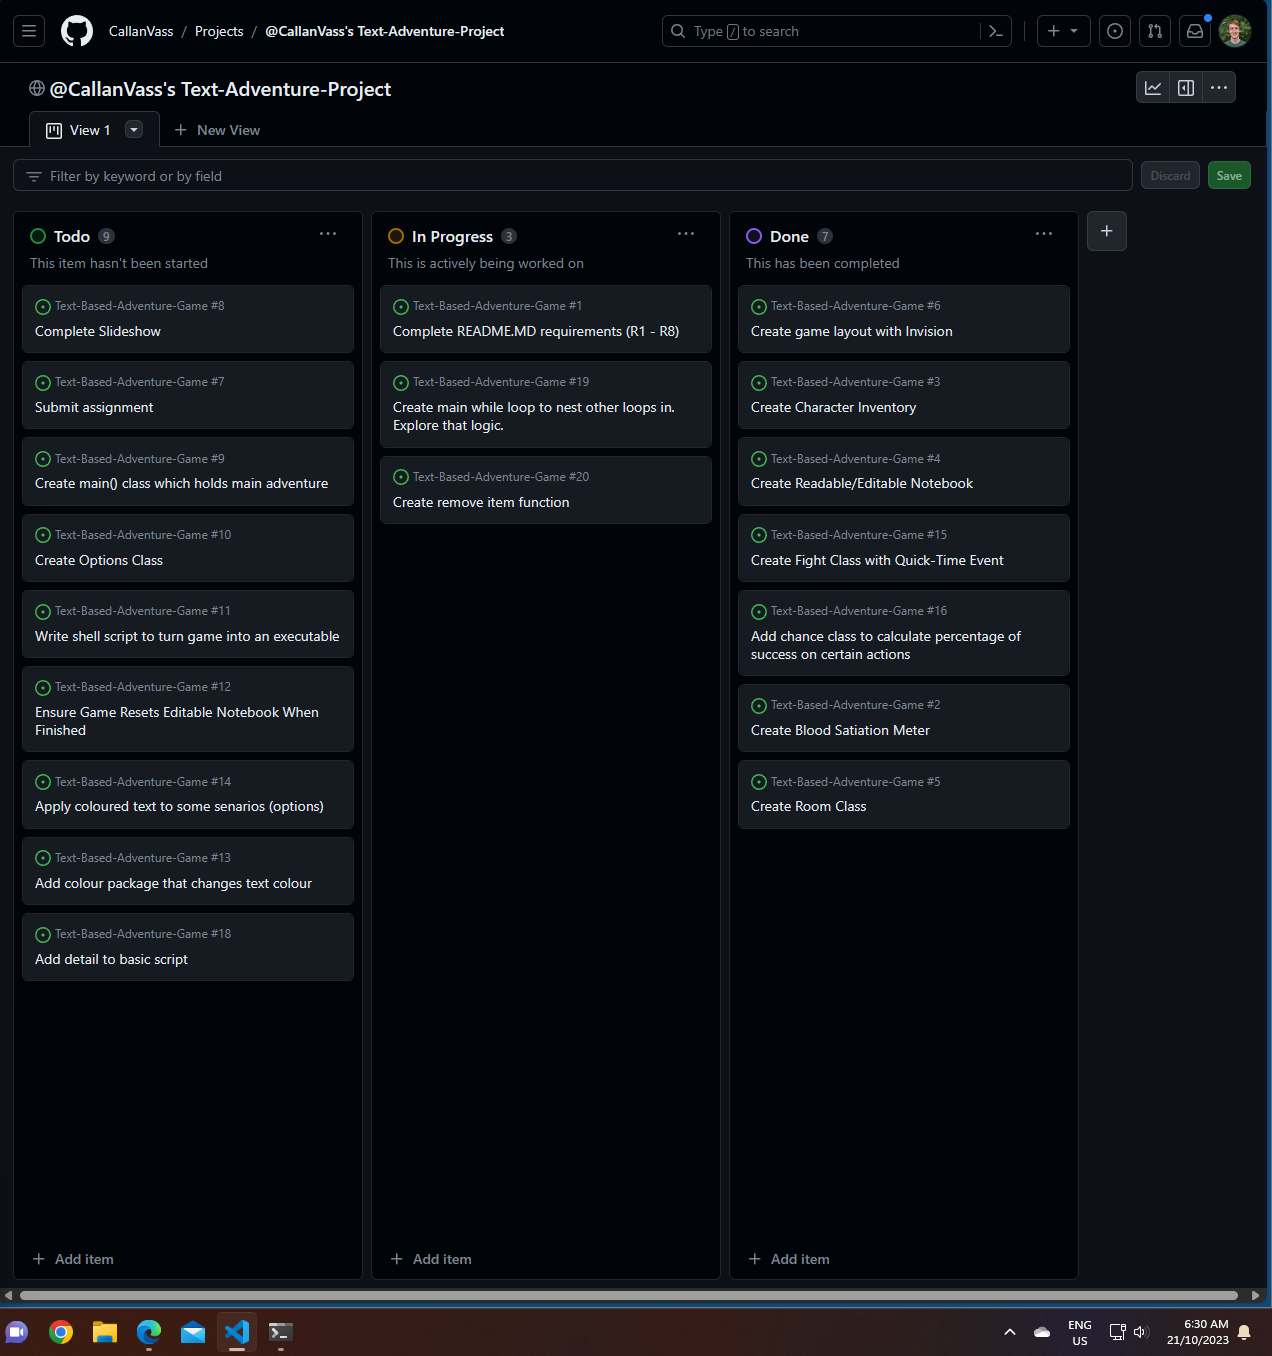 CallanVass / Projects / @CallanVass's Text-Adventure-Project
Type / to search
@CallanVass's Text-Adventure-Project
View 1
New View
Filter by keyword or by field
Discard
Save
Todo 9
This item hasn't been started
Text-Based-Adventure-Game #8
Complete Slideshow
Text-Based-Adventure-Game #7
Submit assignment
Text-Based-Adventure-Game #9
Create main() class which holds main adventure
Text-Based-Adventure-Game #10
Create Options Class
Text-Based-Adventure-Game #11
Write shell script to turn game into an executable
Text-Based-Adventure-Game #12
Ensure Game Resets Editable Notebook When
Finished
Text-Based-Adventure-Game #14
Apply coloured text to some senarios (options)
Text-Based-Adventure-Game #13
Add colour package that changes text colour
Text-Based-Adventure-Game #18
Add detail to basic script
Add item
In Progress 3
This is actively being worked on
Text-Based-Adventure-Game #1
Complete README.MD requirements (R1 - R8)
Text-Based-Adventure-Game #19
Create main while loop to nest other loops in.
Explore that logic.
Text-Based-Adventure-Game #20
Create remove item function
Add item
Done 7
This has been completed
Text-Based-Adventure-Game #6
Create game layout with Invision
Text-Based-Adventure-Game #3
Create Character Inventory
Text-Based-Adventure-Game #4
Create Readable/Editable Notebook
Text-Based-Adventure-Game #15
Create Fight Class with Quick-Time Event
Text-Based-Adventure-Game #16
Add chance class to calculate percentage of
success on certain actions
Text-Based-Adventure-Game #2
Create Blood Satiation Meter
Text-Based-Adventure-Game #5
Create Room Class
Add item
ENG
US
6:30 AM
21/10/2023